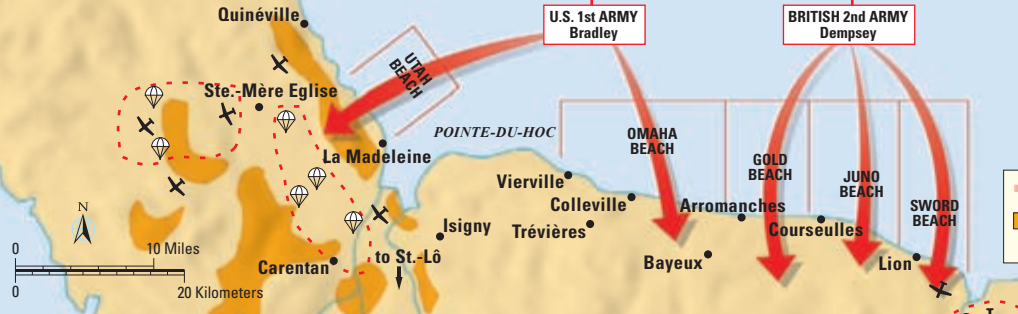 Quinéville
U.S. 1st ARMY
Bradley
BRITISH 2nd ARMY
Dempsey
UTAH
BEACH
Ste.-Mère Eglise
POINTE-DU-HOC
OMAHA
BEACH
La Madeleine
GOLD
BEACH
JUNO
BEACH
SWORD
BEACH
Vierville
Colleville
Arromanches
Courseulles
Trévières
Isigny
Bayeux
Lion
Carentan
to St.-Lô
N
0
10 Miles
0
20 Kilometers